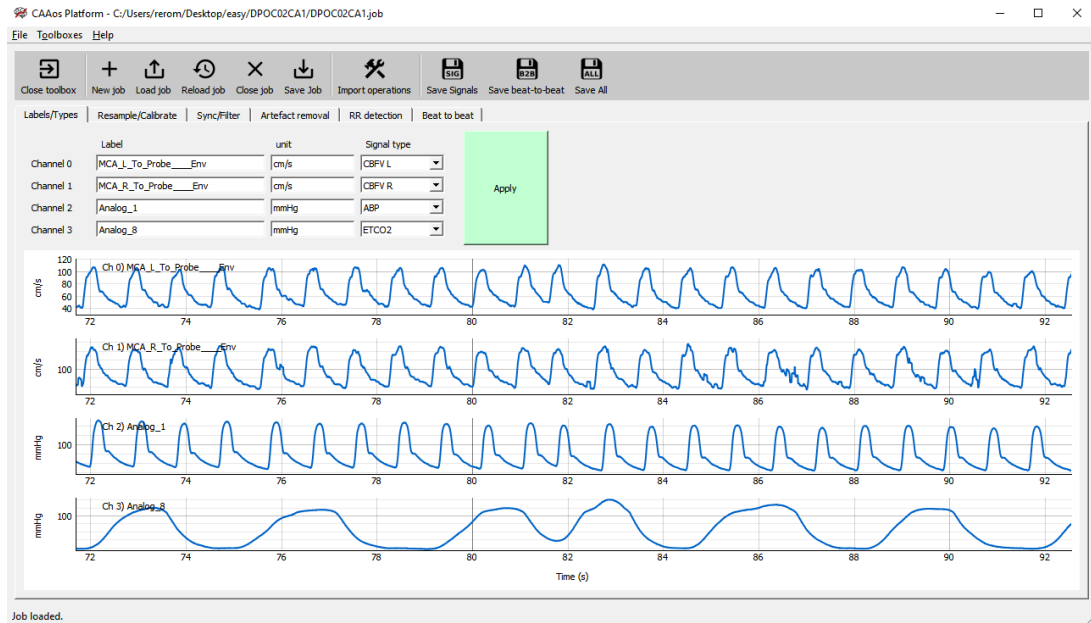 CAAos Platform - C:/Users/rerom/Desktop/easy/DPOC02CA1/DPOC02CA1.job
File Toolboxes Help
SIG B2B ALL
Close toolbox New job Load job Reload job Close job Save Job Import operations Save Signals Save beat-to-beat Save All
Labels/Types Resample/Calibrate Sync/Filter Artefact removal RR detection Beat to beat
Label unit Signal type
Channel 0 MCA_L_To_Probe____Env cm/s CBFV L
Channel 1 MCA_R_To_Probe____Env cm/s CBFV R
Apply
Channel 2 Analog_1 mmHg ABP
Channel 3 Analog_8 mmHg ETCO2
Ch 0) MCA_L_To_Probe____Env
cm/s
120
100
80
60
40
72 74 76 78 80 82 84 86 88 90 92
Ch 1) MCA_R_To_Probe____Env
cm/s
100
72 74 76 78 80 82 84 86 88 90 92
Ch 2) Analog_1
mmHg
100
72 74 76 78 80 82 84 86 88 90 92
Ch 3) Analog_8
mmHg
100
72 74 76 78 80 82 84 86 88 90 92
Time (s)
Job loaded.